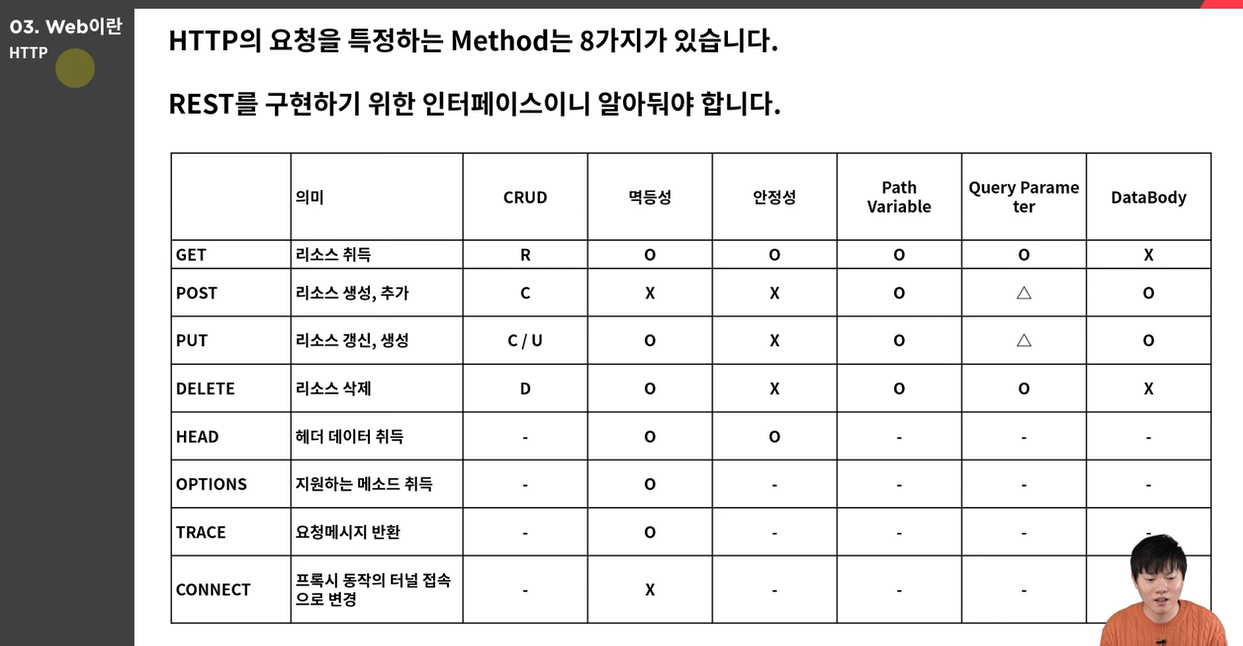 03. Web이란
HTTP
HTTP의 요청을 특정하는 Method는 8가지가 있습니다.
REST를 구현하기 위한 인터페이스이니 알아둬야 합니다.
의미 CRUD 멱등성 안정성 Path Variable Query Parame ter DataBody
GET 리소스 취득 R O O O O X
POST 리소스 생성, 추가 C X X O △ O
PUT 리소스 갱신, 생성 C / U O X O △ O
DELETE 리소스 삭제 D O X O O X
HEAD 헤더 데이터 취득 - O O - - -
OPTIONS 지원하는 메소드 취득 - O - - - -
TRACE 요청메시지 반환 - O - - - -
CONNECT 프록시 동작의 터널 접속 으로 변경 - X - - -